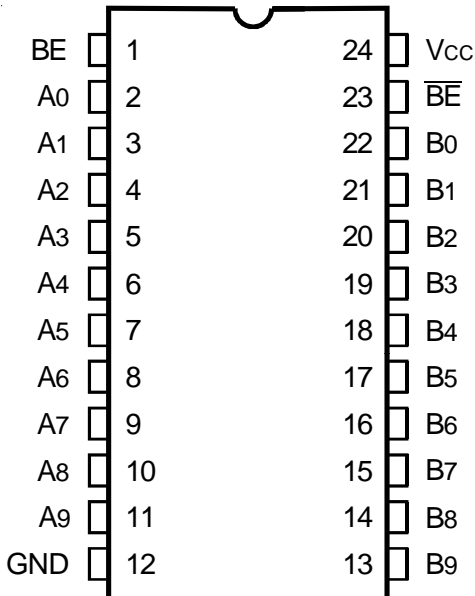 BE 1 24 Vcc
A0 2 23 B̅E̅
A1 3 22 B0
A2 4 21 B1
A3 5 20 B2
A4 6 19 B3
A5 7 18 B4
A6 8 17 B5
A7 9 16 B6
A8 10 15 B7
A9 11 14 B8
GND 12 13 B9